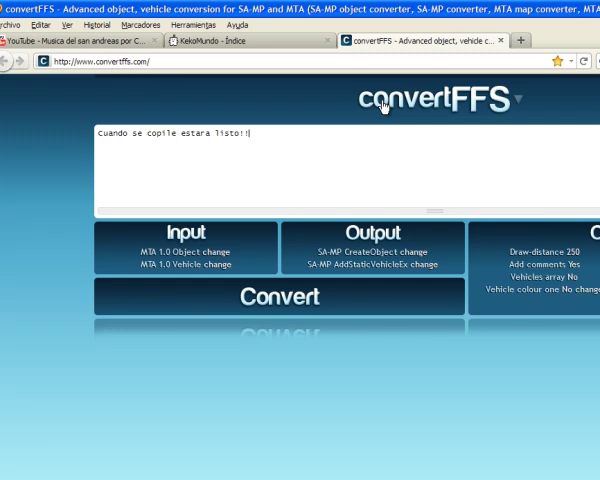 convertFFS - Advanced object, vehicle conversion for SA-MP and MTA (SA-MP object converter, SA-MP converter, MTA map converter, MTA
rchivo Editar Ver Historial Marcadores Herramientas Ayuda
YouTube - Musica del san andreas por C... KekoMundo - Índice convertFFS - Advanced object, vehicle c...
http://www.convertffs.com/
convertFFS
Cuando se copile estara listo!!
Input Output
MTA 1.0 Object change SA-MP CreateObject change Draw-distance 250
MTA 1.0 Vehicle change SA-MP AddStaticVehicleEx change Add comments Yes
Vehicles array No
Vehicle colour one No change
Convert